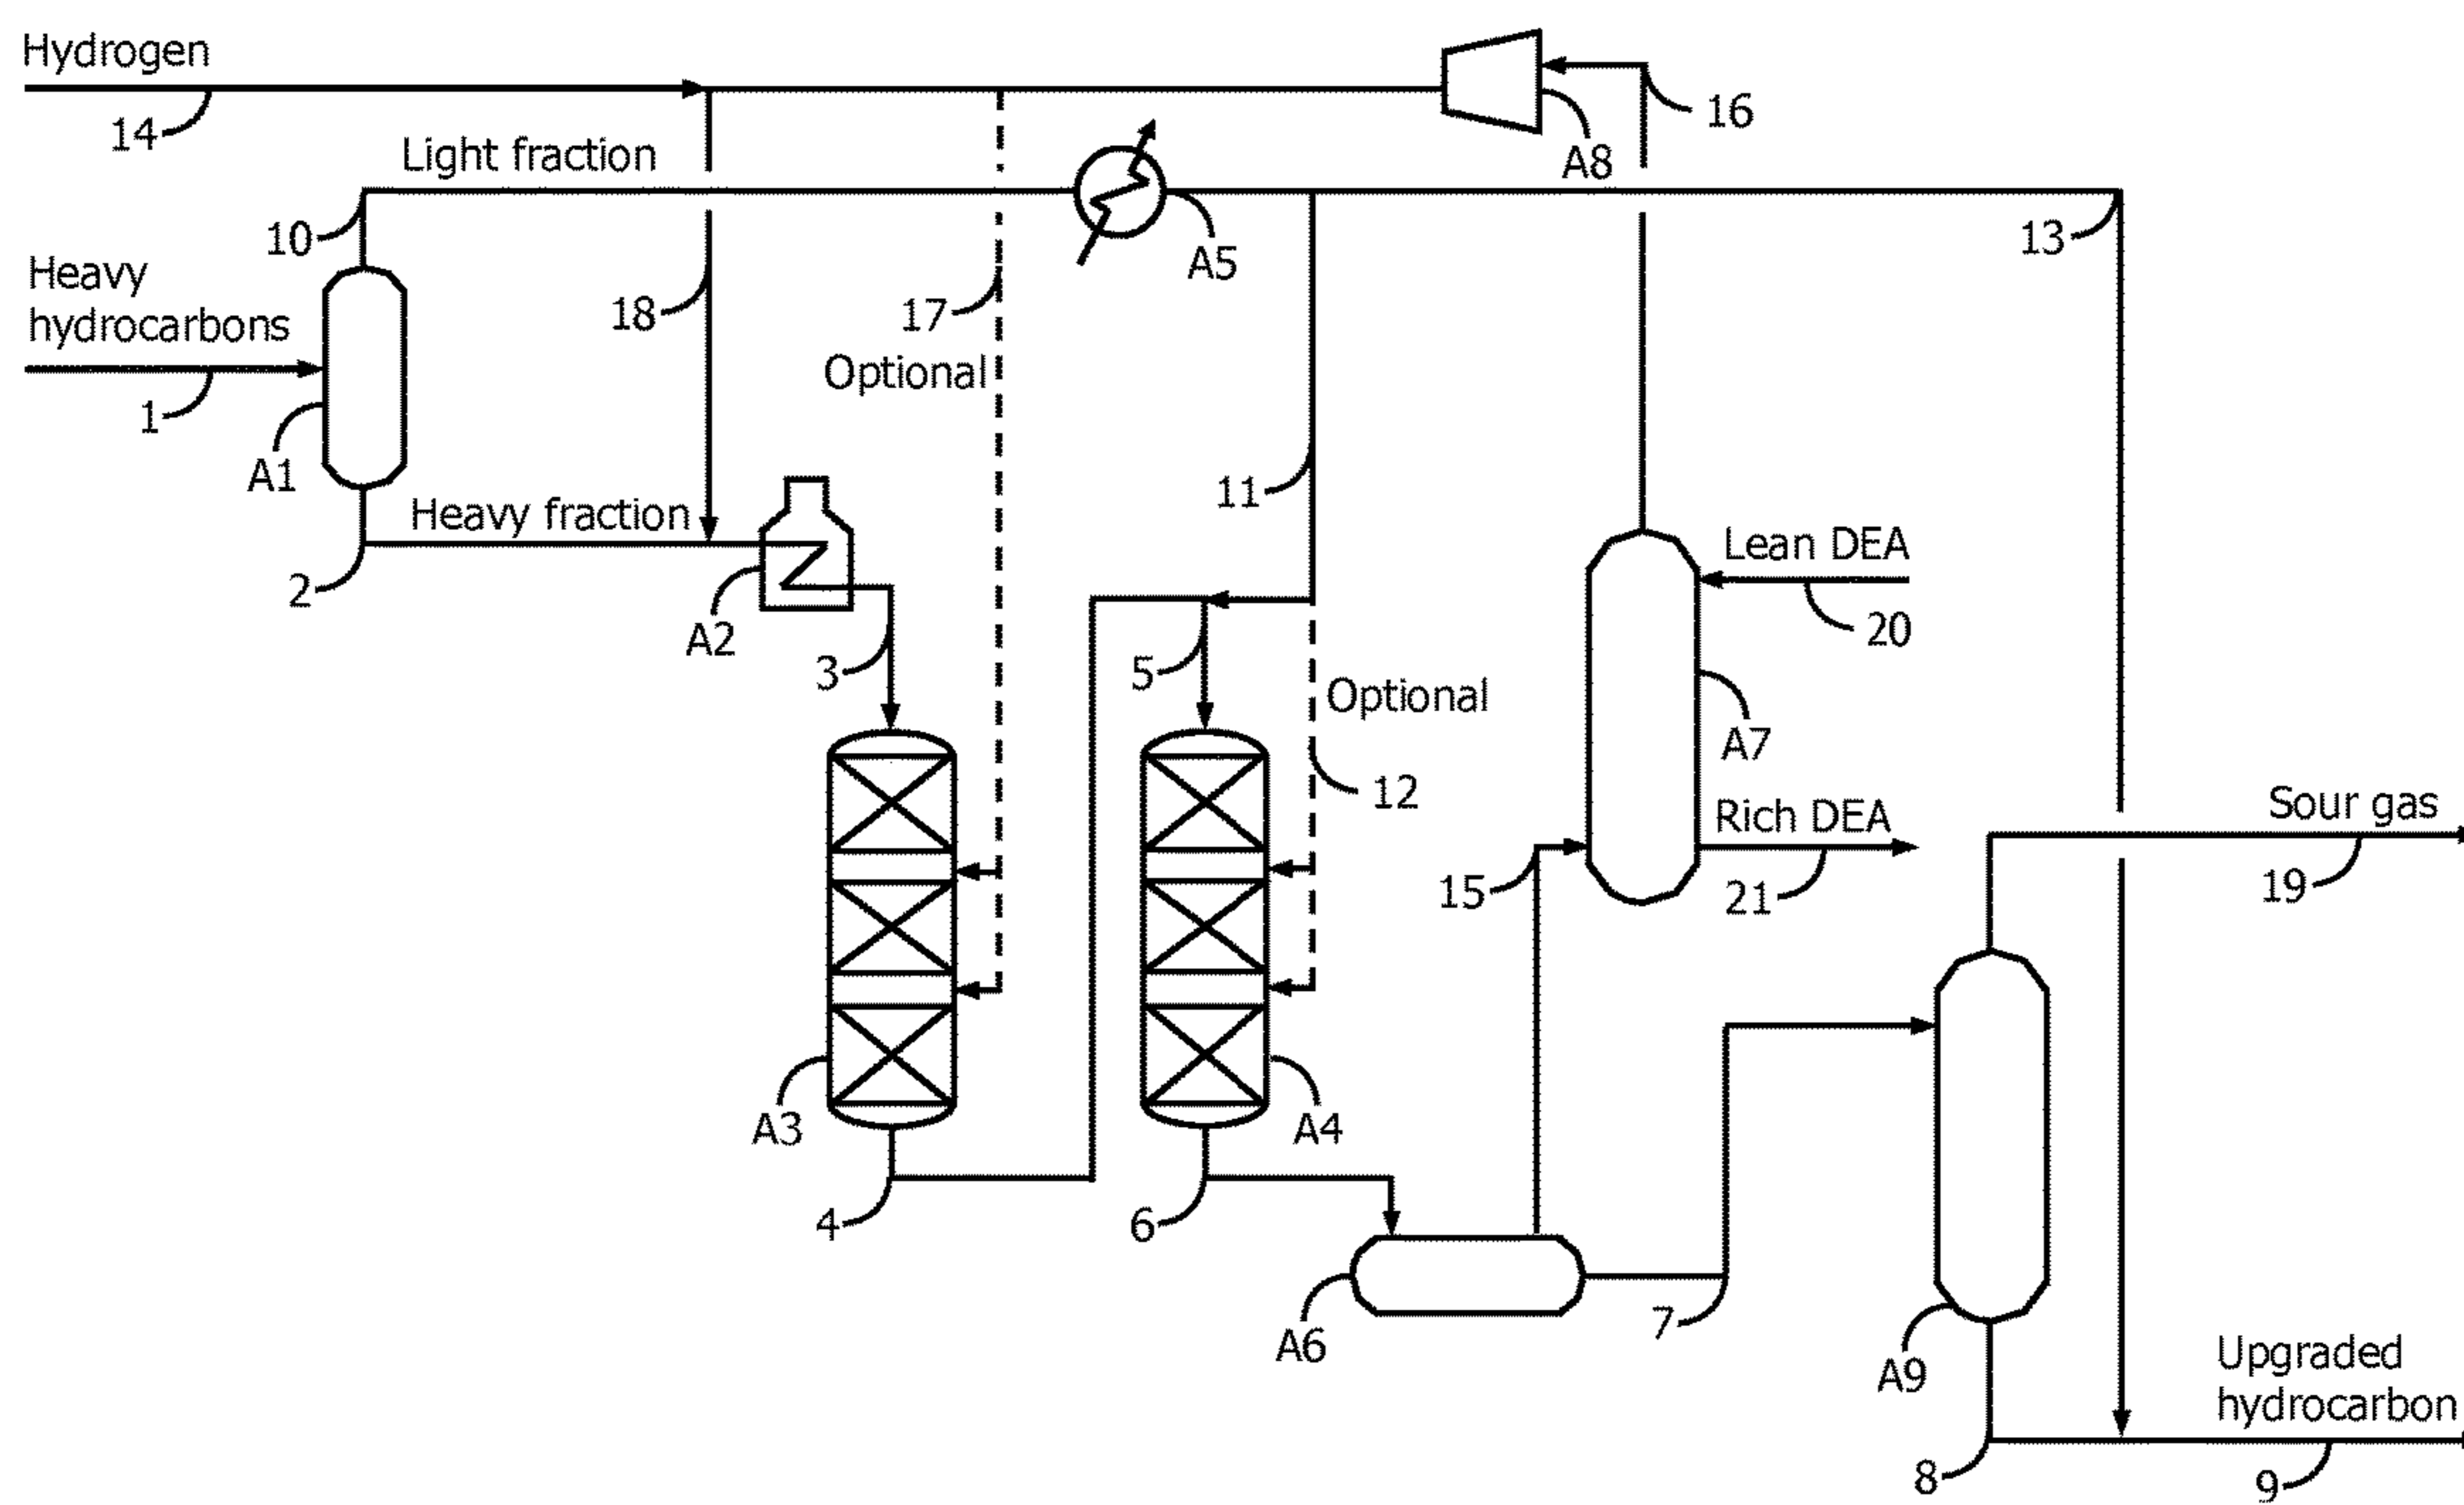 Hydrogen
14
Light fraction
16
A8
10
A5
13
Heavy
hydrocarbons
18
17
Optional
1
A1
11
Heavy fraction
Lean DEA
2
A2
20
3
5
Optional
A7
12
Sour gas
Rich DEA
15
21
19
A3
A4
4
6
7
A6
A9
Upgraded
hydrocarbon
8
9